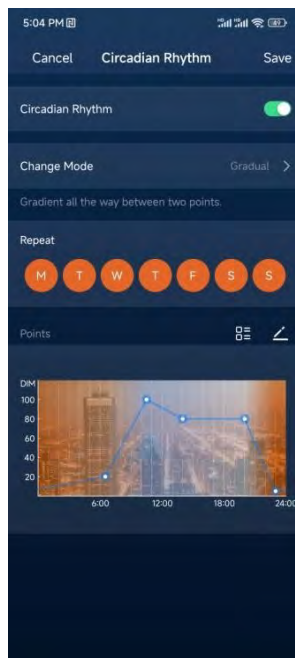 5:04 PM
Cancel Circadian Rhythm Save
Circadian Rhythm
Change Mode Gradual
Gradient all the way between two points.
Repeat
M T W T F S S
Points
DIM
100
80
60
40
20
6:00 12:00 18:00 24:00